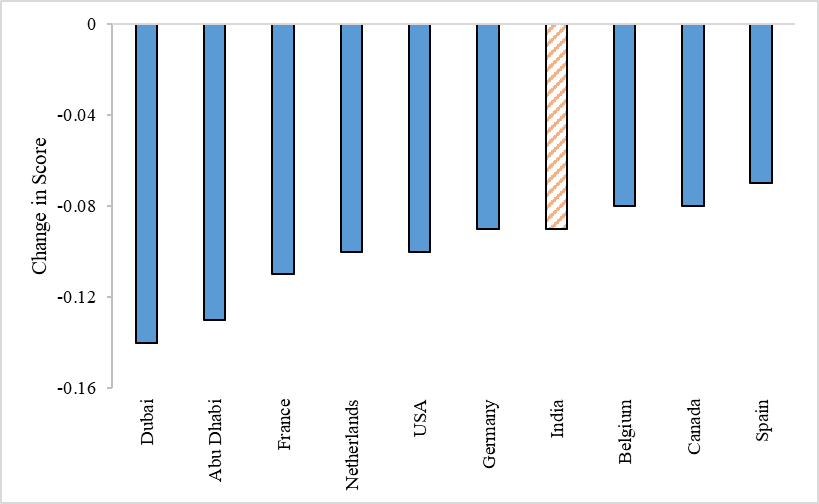 0
-0.04
-0.08
-0.12
-0.16
Change in Score
Dubai
Abu Dhabi
France
Netherlands
USA
Germany
India
Belgium
Canada
Spain